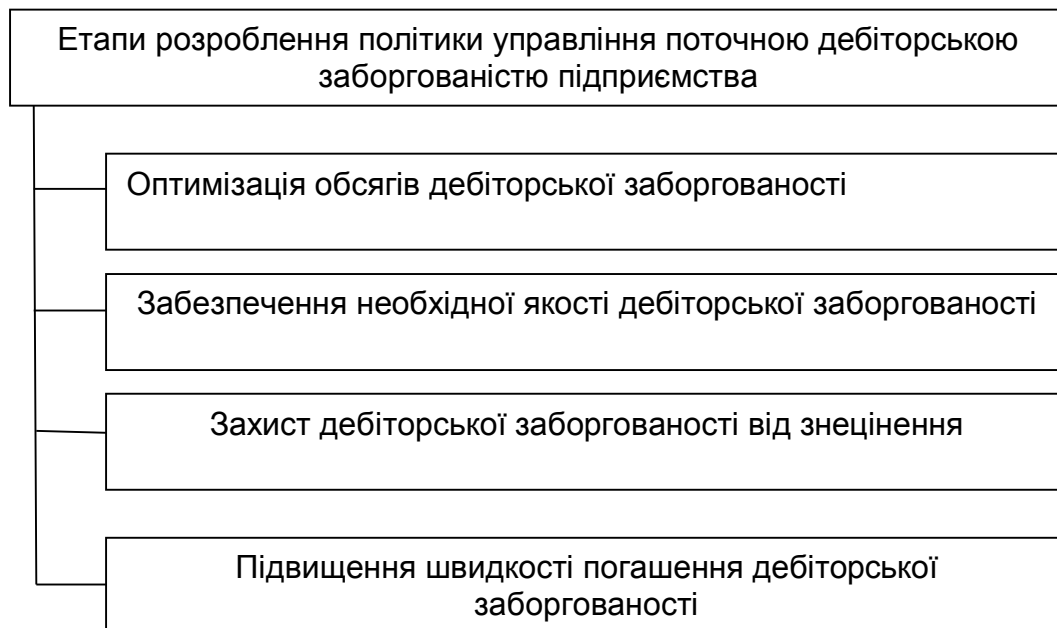 Етапи розроблення політики управління поточною дебіторською
заборгованістю підприємства
Оптимізація обсягів дебіторської заборгованості
Забезпечення необхідної якості дебіторської заборгованості
Захист дебіторської заборгованості від знецінення
Підвищення швидкості погашення дебіторської
заборгованості